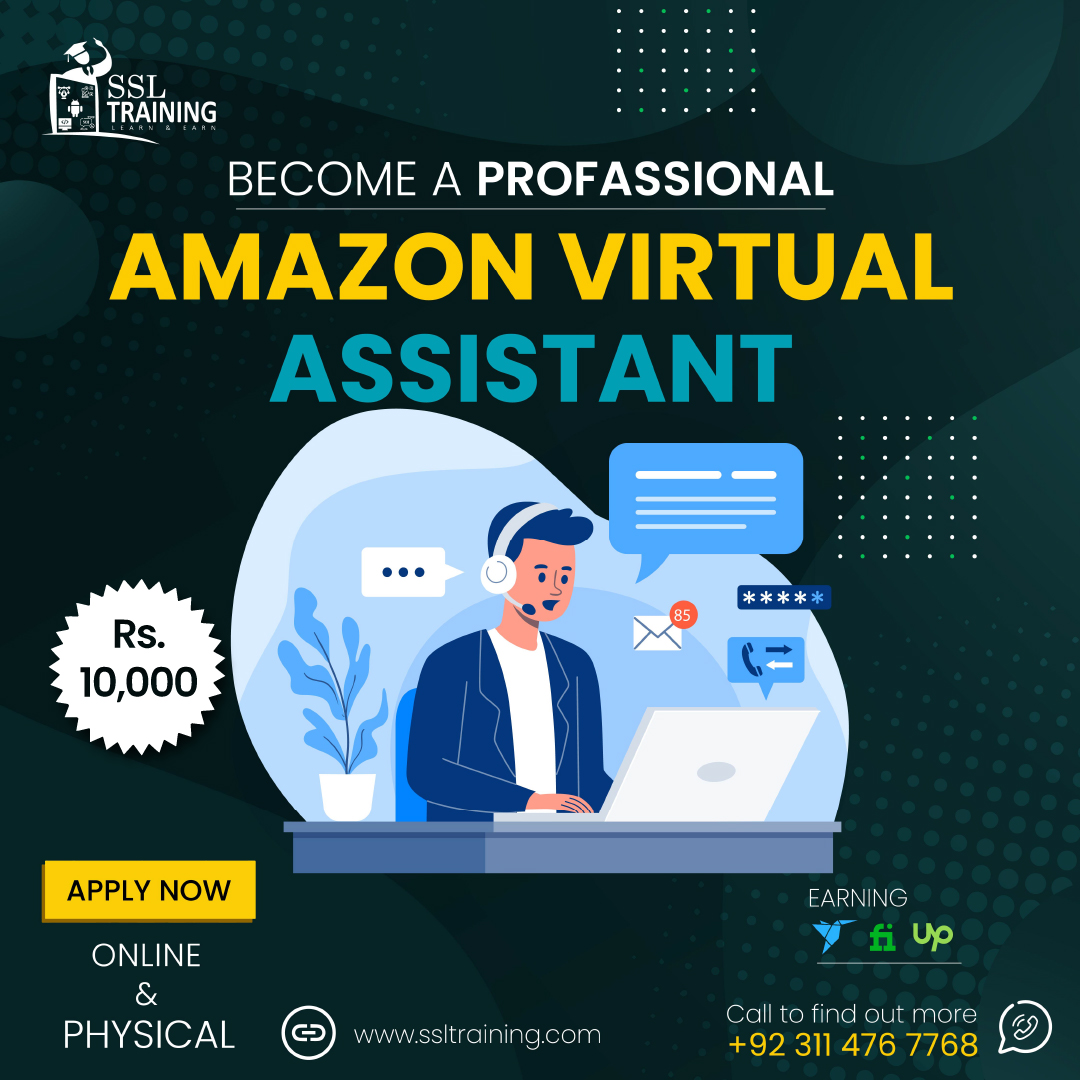 SSL
TRAINING
LEARN & EARN
BECOME A PROFASSIONAL
AMAZON VIRTUAL
ASSISTANT
85
*****
Rs.
10,000
APPLY NOW
ONLINE
&
PHYSICAL
www.ssltraining.com
EARNING
fi up
Call to find out more
+92 311 476 7768